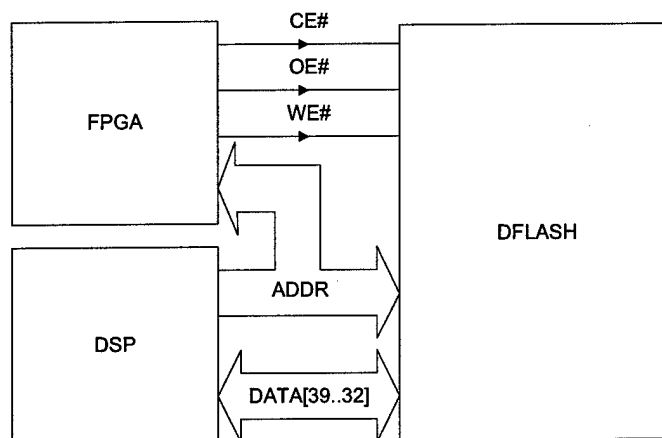 CE#
OE#
WE#
FPGA
DFLASH
ADDR
DSP
DATA[39..32]